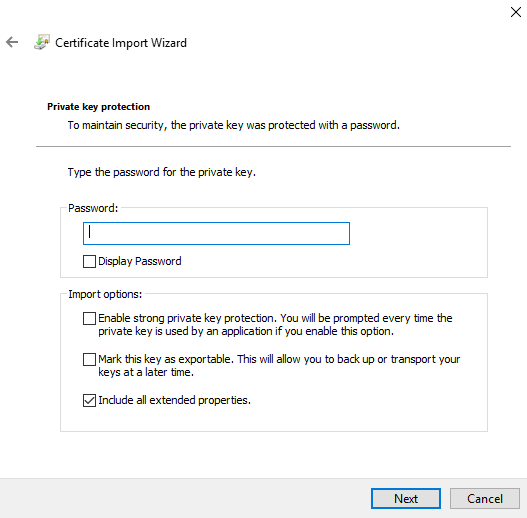 Certificate Import Wizard
Private key protection
To maintain security, the private key was protected with a password.
Type the password for the private key.
Password:
Display Password
Import options:
Enable strong private key protection. You will be prompted every time the
private key is used by an application if you enable this option.
Mark this key as exportable. This will allow you to back up or transport your
keys at a later time.
Include all extended properties.
Next
Cancel